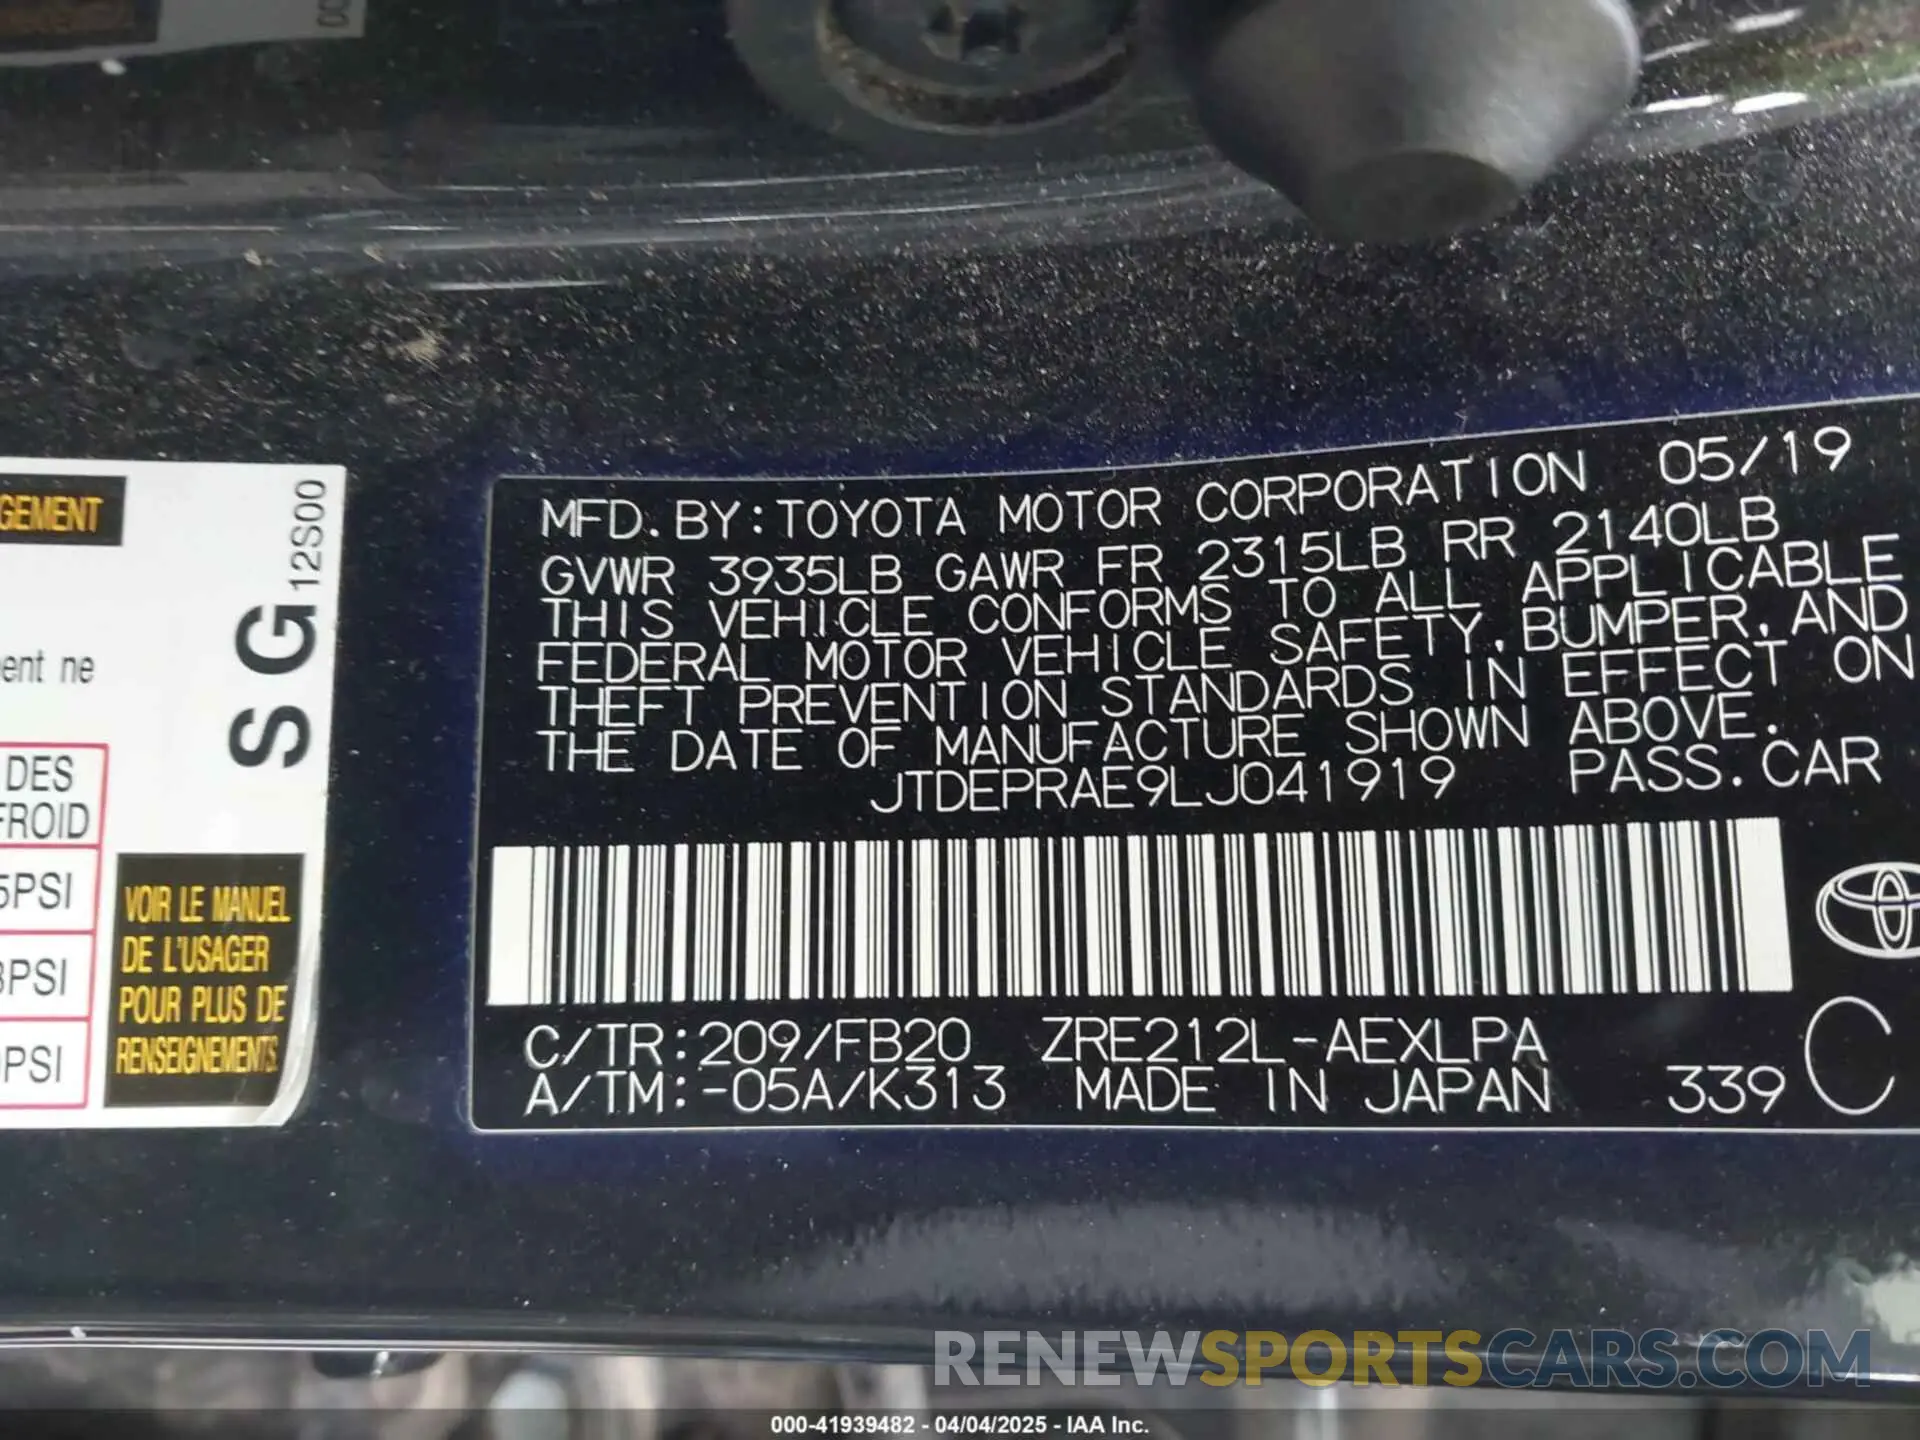 MFD. BY: TOYOTA MOTOR CORPORATION 05/19
GVWR 3935LB GAWR FR 2315LB RR 2140LB
THIS VEHICLE CONFORMS TO ALL APPLICABLE
FEDERAL MOTOR VEHICLE SAFETY, BUMPER, AND
THEFT PREVENTION STANDARDS IN EFFECT ON
THE DATE OF MANUFACTURE SHOWN ABOVE.
JTDEPRAE9LJ041919 PASS. CAR
C/TR: 209/FB20 ZRE212L-AEXLPA
A/TM: -05A/K313 MADE IN JAPAN 339 C
SG 12S00
ent ne
DES
FROID
PSI
PSI
PSI
VOIR LE MANUEL
DE L'USAGER
POUR PLUS DE
RENSEIGNEMENTS.
RENEWSPORTSCARS.COM
000-41939482 - 04/04/2025 - IAA Inc.